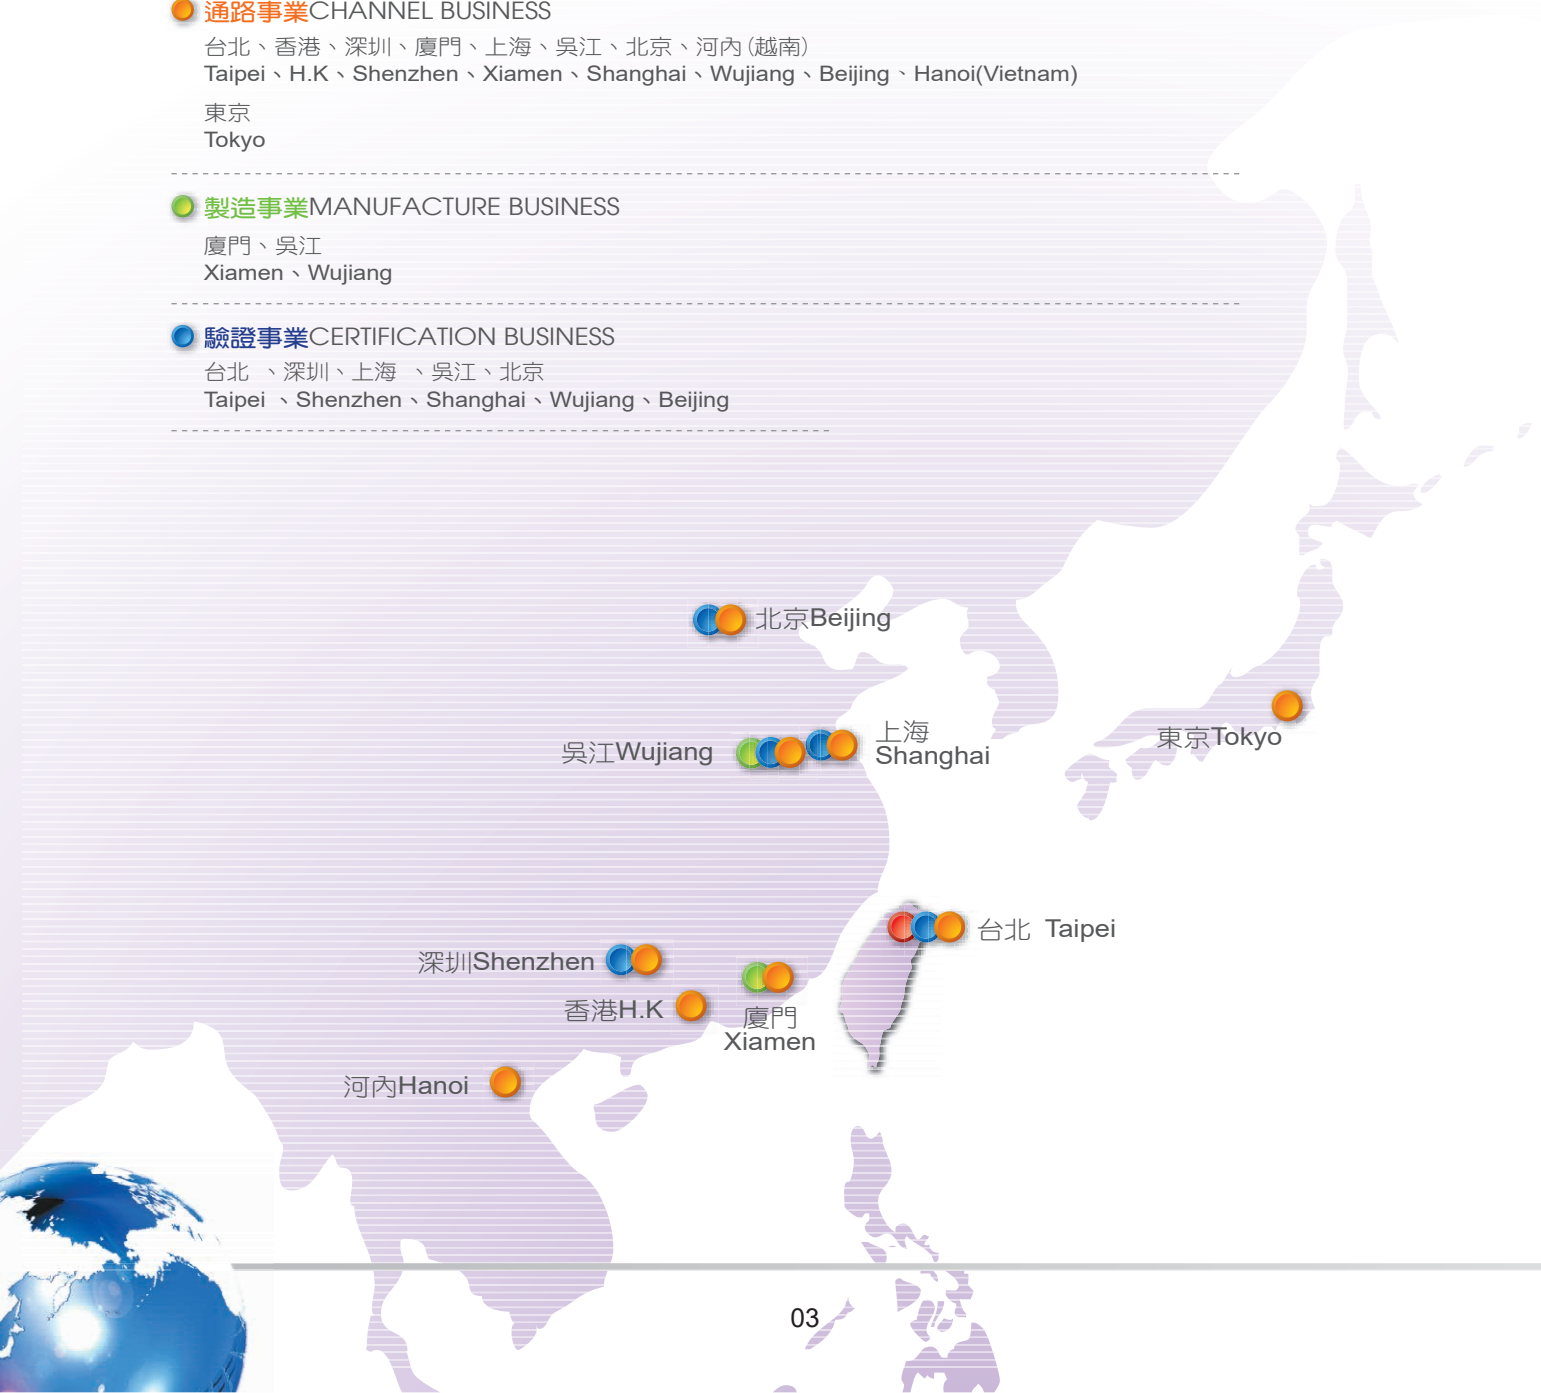 通路事業CHANNEL BUSINESS
台北、香港、深圳、廈門、上海、吳江、北京、河內(越南)
Taipei、H.K、Shenzhen、Xiamen、Shanghai、Wujiang、Beijing、Hanoi(Vietnam)
東京
Tokyo
製造事業MANUFACTURE BUSINESS
廈門、吳江
Xiamen、Wujiang
驗證事業CERTIFICATION BUSINESS
台北 、深圳、上海 、吳江、北京
Taipei 、Shenzhen、Shanghai、Wujiang、Beijing
北京Beijing
上海
Shanghai
吳江Wujiang
東京Tokyo
台北 Taipei
深圳Shenzhen
香港H.K
廈門
Xiamen
河內Hanoi
03